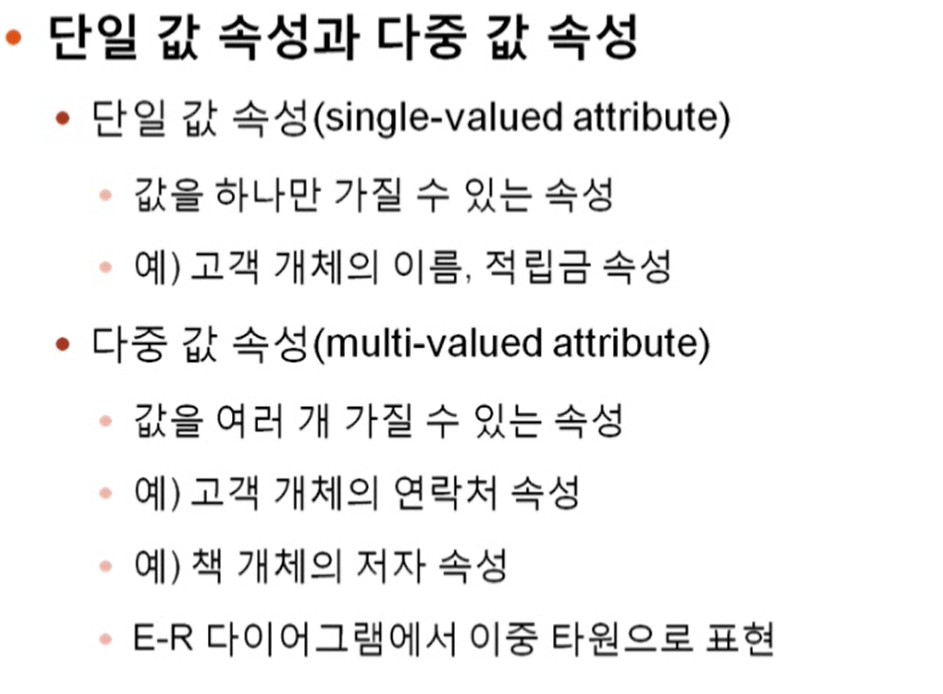 • 단일 값 속성과 다중 값 속성
• 단일 값 속성(single-valued attribute)
• 값을 하나만 가질 수 있는 속성
• 예) 고객 개체의 이름, 적립금 속성
• 다중 값 속성(multi-valued attribute)
• 값을 여러 개 가질 수 있는 속성
• 예) 고객 개체의 연락처 속성
• 예) 책 개체의 저자 속성
• E-R 다이어그램에서 이중 타원으로 표현